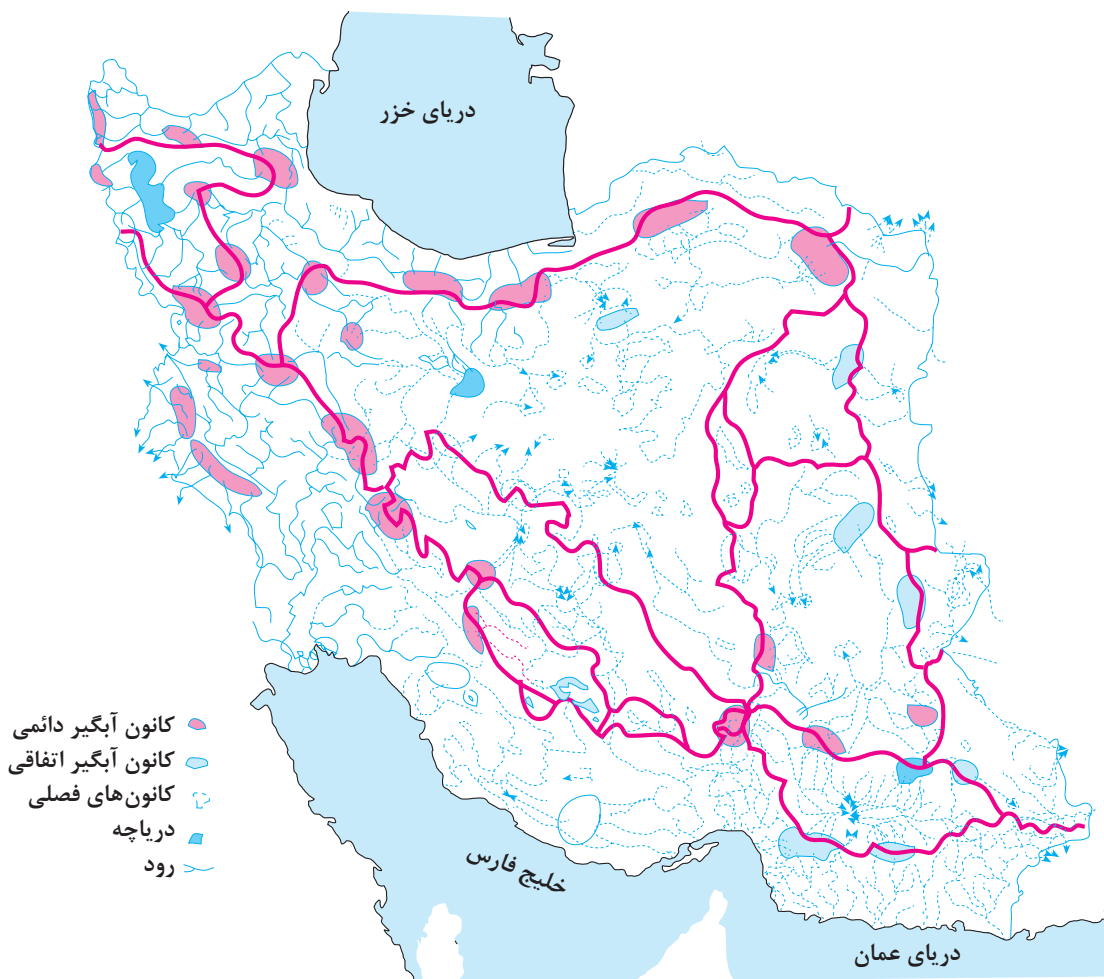 دریای خزر
کانون آبگیر دائمی
کانون آبگیر اتفاقی
کانون‌های فصلی
دریاچه
رود
خلیج فارس
دریای عمان